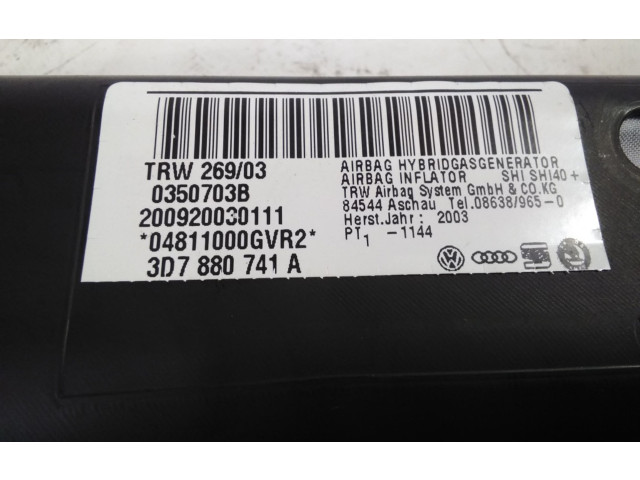 TRW 269/03
0350703B
200920030111
*04811000GVR2*
3D7 880 741 A
AIRBAG HYBRIDGASGENERATOR
AIRBAG INFLATOR SHI SHI40+
TRW Airbag System GmbH & CO.KG
84544 Aschau Tel.08638/965-0
Herst.Jahr: 2003
PT1 -1144